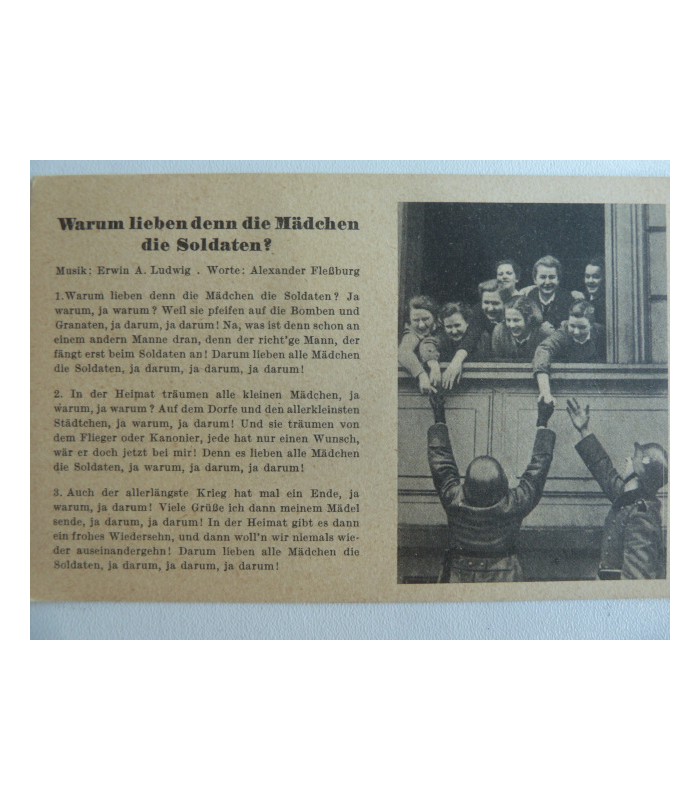 Warum lieben denn die Mädchen
die Soldaten?
Musik: Erwin A. Ludwig . Worte: Alexander Fleßburg
1.Warum lieben denn die Mädchen die Soldaten? Ja
warum, ja warum? Weil sie pfeifen auf die Bomben und
Granaten, ja darum, ja darum! Na, was ist denn schon an
einem andern Manne dran, denn der richt'ge Mann, der
fängt erst beim Soldaten an! Darum lieben alle Mädchen
die Soldaten, ja darum, ja darum, ja darum!
2. In der Heimat träumen alle kleinen Mädchen, ja
warum, ja warum? Auf dem Dorfe und den allerkleinsten
Städtchen, ja warum, ja darum! Und sie träumen von
dem Flieger oder Kanonier, jede hat nur einen Wunsch,
wär er doch jetzt bei mir! Denn es lieben alle Mädchen
die Soldaten, ja warum, ja darum, ja darum!
3. Auch der allerlängste Krieg hat mal ein Ende, ja
warum, ja darum! Viele Grüße ich dann meinem Mädel
sende, ja darum, ja darum! In der Heimat gibt es dann
ein frohes Wiedersehn, und dann woll'n wir niemals wie-
der auseinandergehn! Darum lieben alle Mädchen die
Soldaten, ja darum, ja darum, ja darum!